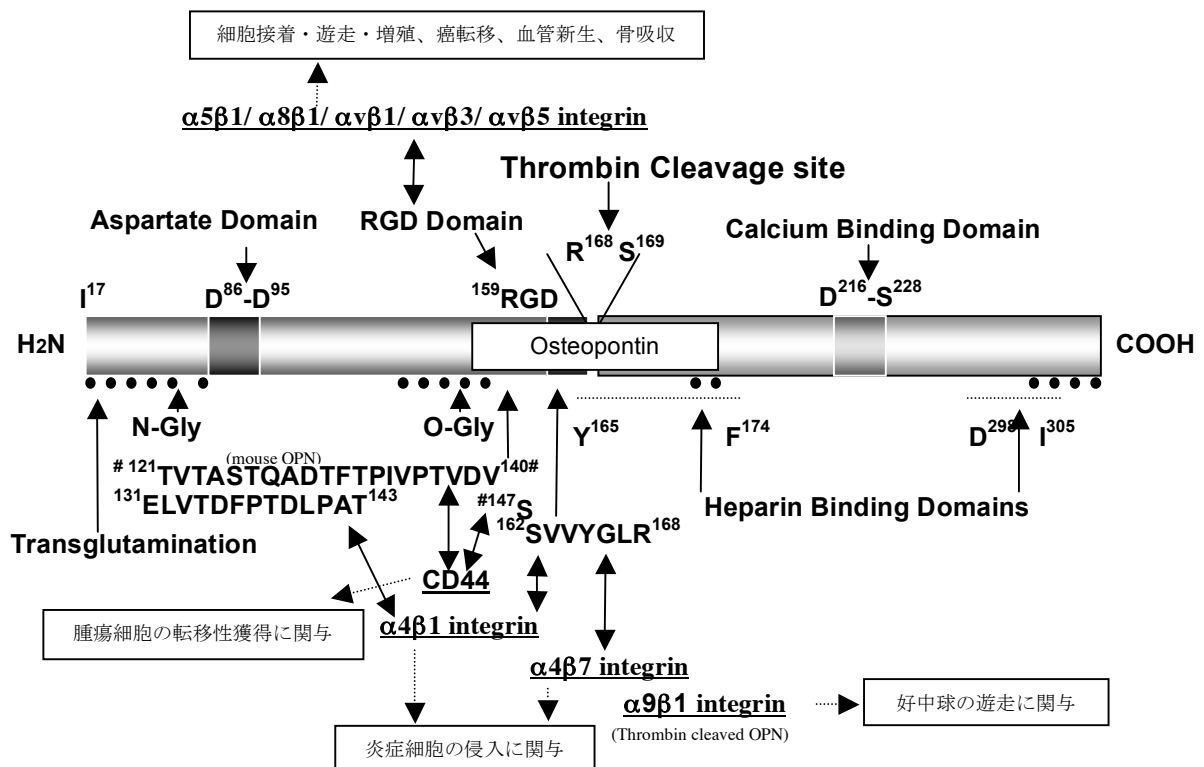 細胞接着・遊走・増殖、癌転移、血管新生、骨吸収
α5β1/ α8β1/ αvβ1/ αvβ3/ αvβ5 integrin
Thrombin Cleavage site
Aspartate Domain
RGD Domain
R168 S169
Calcium Binding Domain
I17
D86-D95
159RGD
D216-S228
H2N
Osteopontin
COOH
N-Gly
O-Gly
Y165
F174
D298
I305
(mouse OPN)
# 121TVTASTQADTFTPIVPTVDV140#
131ELVTDFPTDLPAT143
#147S
162SVVYGLR168
Heparin Binding Domains
Transglutamination
CD44
腫瘍細胞の転移性獲得に関与
α4β1 integrin
α4β7 integrin
α9β1 integrin
(Thrombin cleaved OPN)
好中球の遊走に関与
炎症細胞の侵入に関与